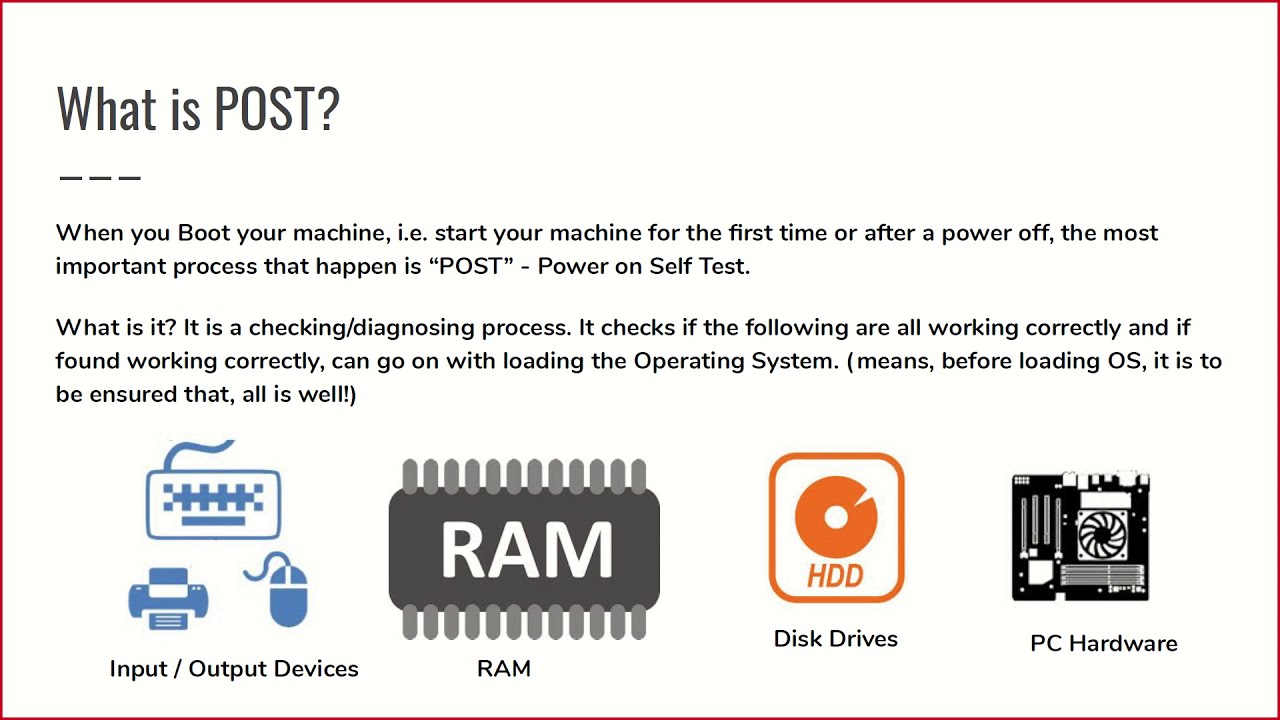 What is POST?
When you Boot your machine, i.e. start your machine for the first time or after a power off, the most
important process that happen is “POST” - Power on Self Test.
What is it? It is a checking/diagnosing process. It checks if the following are all working correctly and if
found working correctly, can go on with loading the Operating System. (means, before loading OS, it is to
be ensured that, all is well!)
RAM
HDD
Input / Output Devices
RAM
Disk Drives
PC Hardware